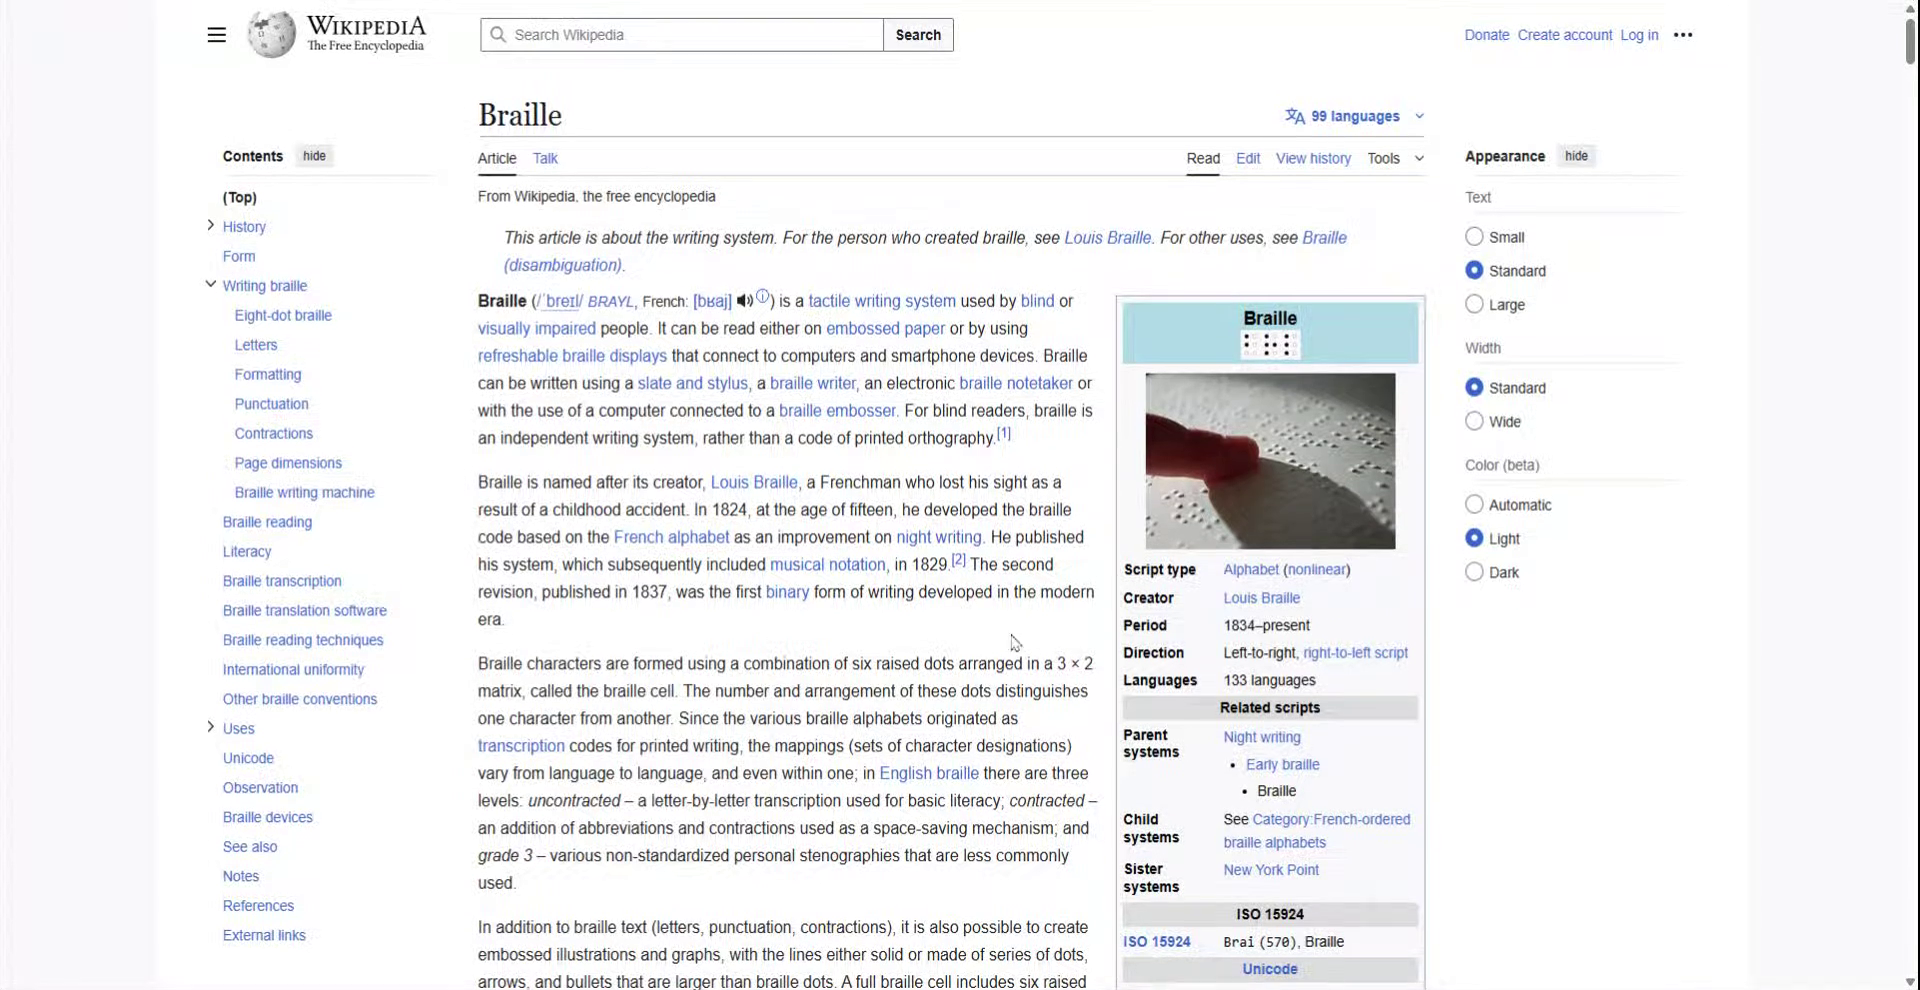 WIKIPEDIA
The Free Encyclopedia
Search Wikipedia
Search
Donate Create account Log in
Contents hide
(Top)
History
Form
Writing braille
Eight-dot braille
Letters
Formatting
Punctuation
Contractions
Page dimensions
Braille writing machine
Braille reading
Literacy
Braille transcription
Braille translation software
Braille reading techniques
International uniformity
Other braille conventions
Uses
Unicode
Observation
Braille devices
See also
Notes
References
External links
Braille
99 languages
Article Talk
Read Edit View history Tools
From Wikipedia, the free encyclopedia
This article is about the writing system. For the person who created braille, see Louis Braille. For other uses, see Braille
(disambiguation).
Braille (/ˈbreɪl/ BRAYL, French: [bʁaj] ⓘ) is a tactile writing system used by blind or
visually impaired people. It can be read either on embossed paper or by using
refreshable braille displays that connect to computers and smartphone devices. Braille
can be written using a slate and stylus, a braille writer, an electronic braille notetaker or
with the use of a computer connected to a braille embosser. For blind readers, braille is
an independent writing system, rather than a code of printed orthography.[1]
Braille is named after its creator, Louis Braille, a Frenchman who lost his sight as a
result of a childhood accident. In 1824, at the age of fifteen, he developed the braille
code based on the French alphabet as an improvement on night writing. He published
his system, which subsequently included musical notation, in 1829.[2] The second
revision, published in 1837, was the first binary form of writing developed in the modern
era.
Braille characters are formed using a combination of six raised dots arranged in a 3 × 2
matrix, called the braille cell. The number and arrangement of these dots distinguishes
one character from another. Since the various braille alphabets originated as
transcription codes for printed writing, the mappings (sets of character designations)
vary from language to language, and even within one; in English braille there are three
levels: uncontracted – a letter-by-letter transcription used for basic literacy; contracted –
an addition of abbreviations and contractions used as a space-saving mechanism; and
grade 3 – various non-standardized personal stenographies that are less commonly
used.
In addition to braille text (letters, punctuation, contractions), it is also possible to create
embossed illustrations and graphs, with the lines either solid or made of series of dots,
arrows, and bullets that are larger than braille dots. A full braille cell includes six raised
Braille
Script type Alphabet (nonlinear)
Creator Louis Braille
Period 1834–present
Direction Left-to-right, right-to-left script
Languages 133 languages
Related scripts
Parent systems Night writing
Early braille
Braille
Child systems See Category:French-ordered
braille alphabets
Sister systems New York Point
ISO 15924
ISO 15924 Brai (570), Braille
Unicode
Appearance hide
Text
Small
Standard
Large
Width
Standard
Wide
Color (beta)
Automatic
Light
Dark